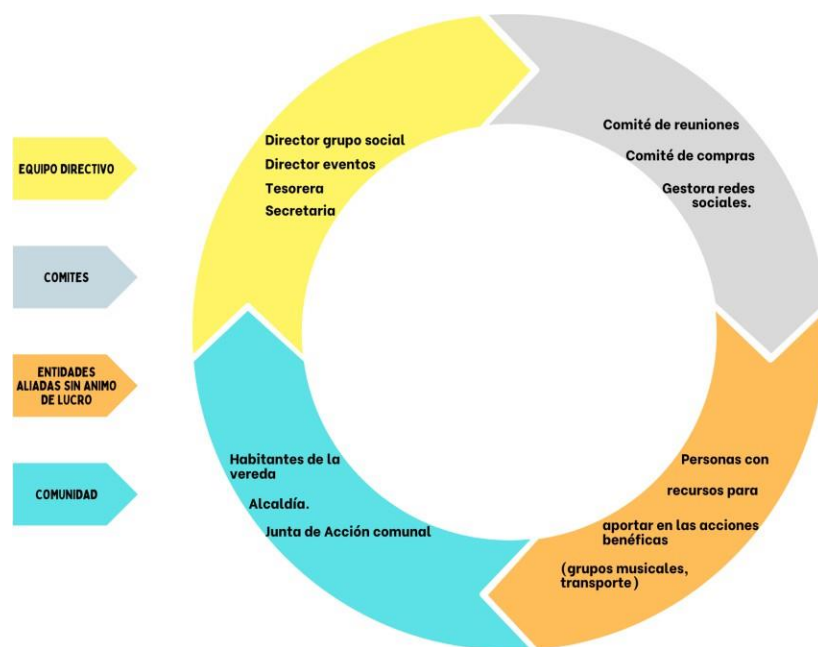 EQUIPO DIRECTIVO
COMITES
ENTIDADES
ALIADAS SIN ANIMO
DE LUCRO
COMUNIDAD
Director grupo social
Director eventos
Tesorera
Secretaria
Comité de reuniones
Comité de compras
Gestora redes
sociales.
Personas con
recursos para
aportar en las acciones
benéficas
(grupos musicales,
transporte)
Habitantes de la
vereda
Alcaldía.
Junta de Acción comunal